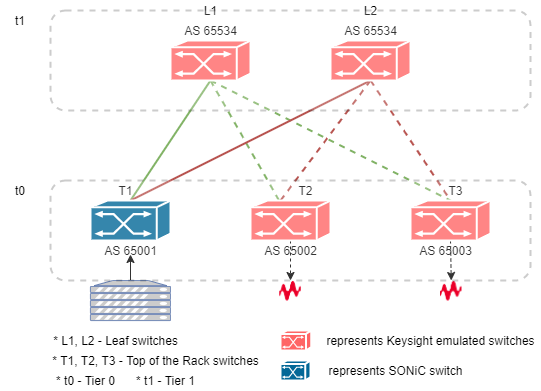 t1
L1
L2
AS 65534
AS 65534
t0
T1
T2
T3
AS 65001
AS 65002
AS 65003
* L1, L2 - Leaf switches
represents Keysight emulated switches
* T1, T2, T3 - Top of the Rack switches
represents SONiC switch
* t0 - Tier 0
* t1 - Tier 1